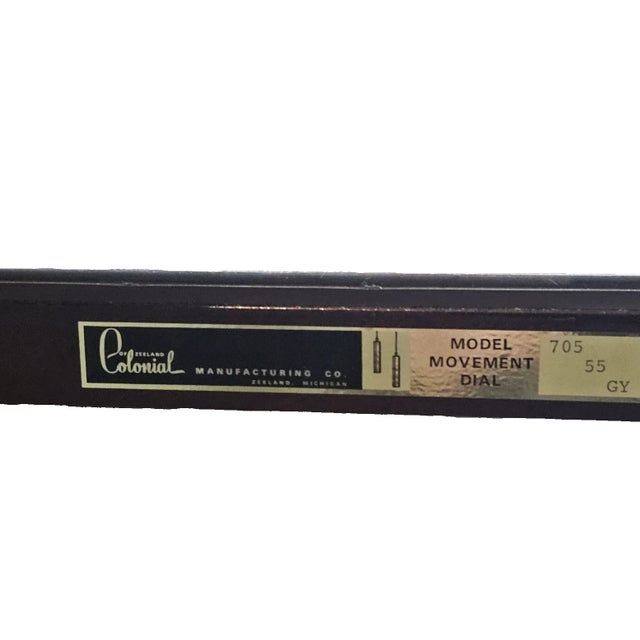 OF ZEELAND
Colonial
MANUFACTURING CO.
ZEELAND, MICHIGAN
MODEL 705
MOVEMENT 55
DIAL GY